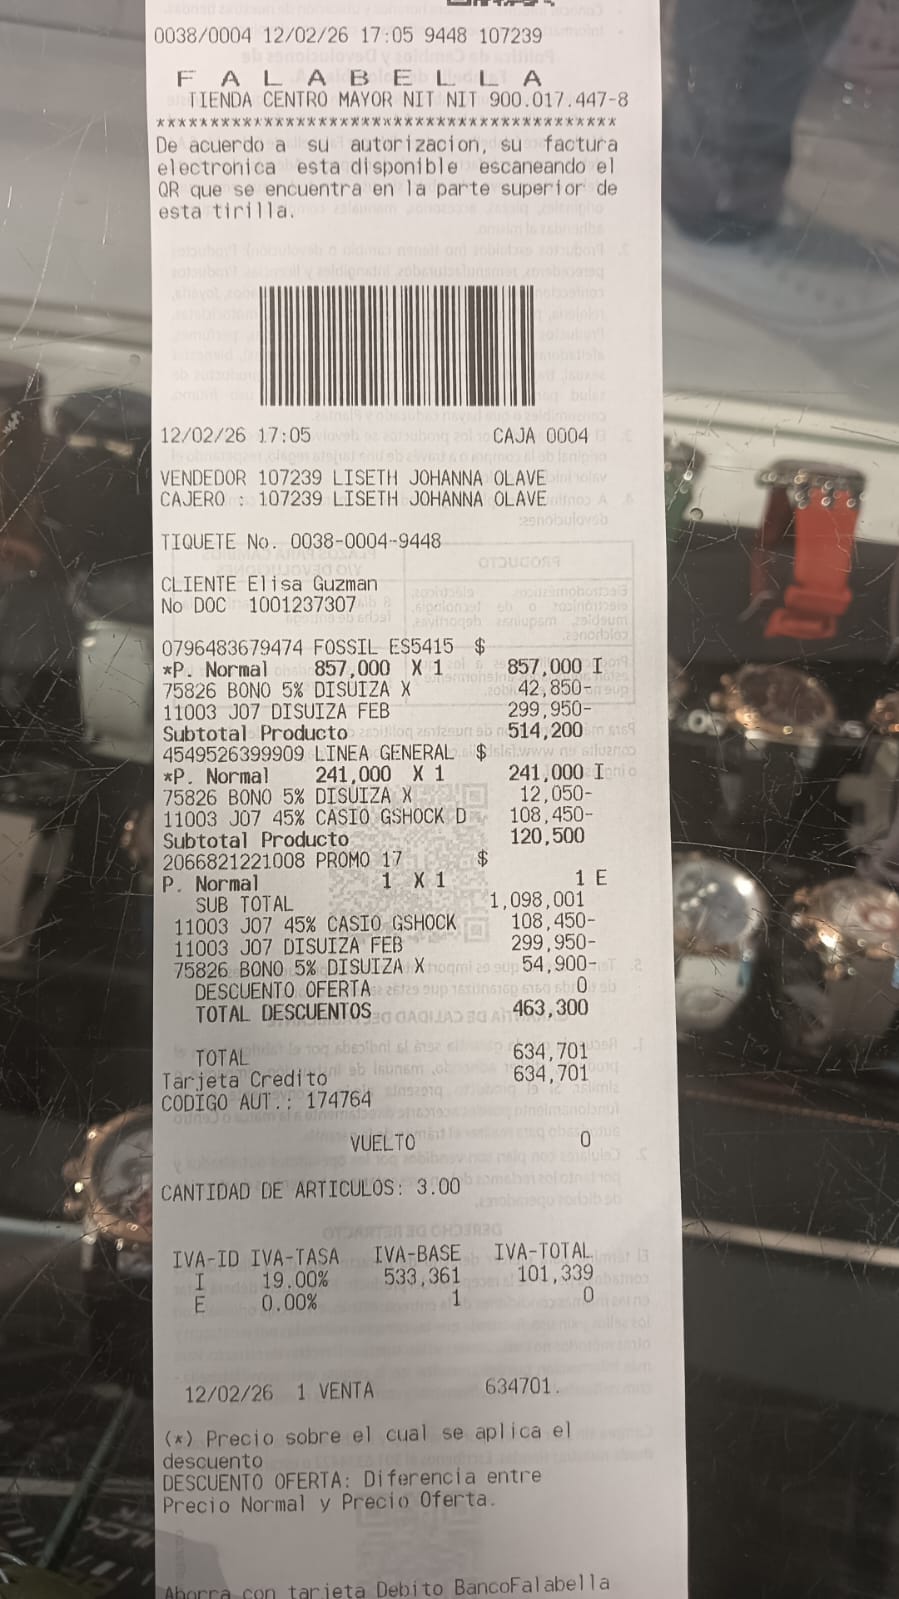 0038/0004 12/02/26 17:05 9448 107239
F A L A B E L L A
TIENDA CENTRO MAYOR NIT NIT 900.017.447-8
*******************************************
De acuerdo a su autorizacion, su factura
electronica esta disponible escaneando el
QR que se encuentra en la parte superior de
esta tirilla.
12/02/26 17:05 CAJA 0004
VENDEDOR 107239 LISETH JOHANNA OLAVE
CAJERO : 107239 LISETH JOHANNA OLAVE
TIQUETE No. 0038-0004-9448
CLIENTE Elisa Guzman
No DOC 1001237307
0796483679474 FOSSIL ES5415 $
*P. Normal 857,000 X 1 857,000 I
75826 BONO 5% DISUIZA X 42,850-
11003 J07 DISUIZA FEB 299,950-
Subtotal Producto 514,200
4549526399909 LINEA GENERAL $
*P. Normal 241,000 X 1 241,000 I
75826 BONO 5% DISUIZA X 12,050-
11003 J07 45% CASIO GSHOCK D 108,450-
Subtotal Producto 120,500
2066821221008 PROMO 17 $
P. Normal 1 X 1 1 E
SUB TOTAL 1,098,001
11003 J07 45% CASIO GSHOCK 108,450-
11003 J07 DISUIZA FEB 299,950-
75826 BONO 5% DISUIZA X 54,900-
DESCUENTO OFERTA 0
TOTAL DESCUENTOS 463,300
TOTAL 634,701
Tarjeta Credito 634,701
CODIGO AUT.: 174764
VUELTO 0
CANTIDAD DE ARTICULOS: 3.00
IVA-ID IVA-TASA IVA-BASE IVA-TOTAL
I 19.00% 533,361 101,339
E 0.00% 1 0
12/02/26 1 VENTA 634701.
(*) Precio sobre el cual se aplica el
descuento
DESCUENTO OFERTA: Diferencia entre
Precio Normal y Precio Oferta.
Ahorra con tarjeta Debito BancoFalabella